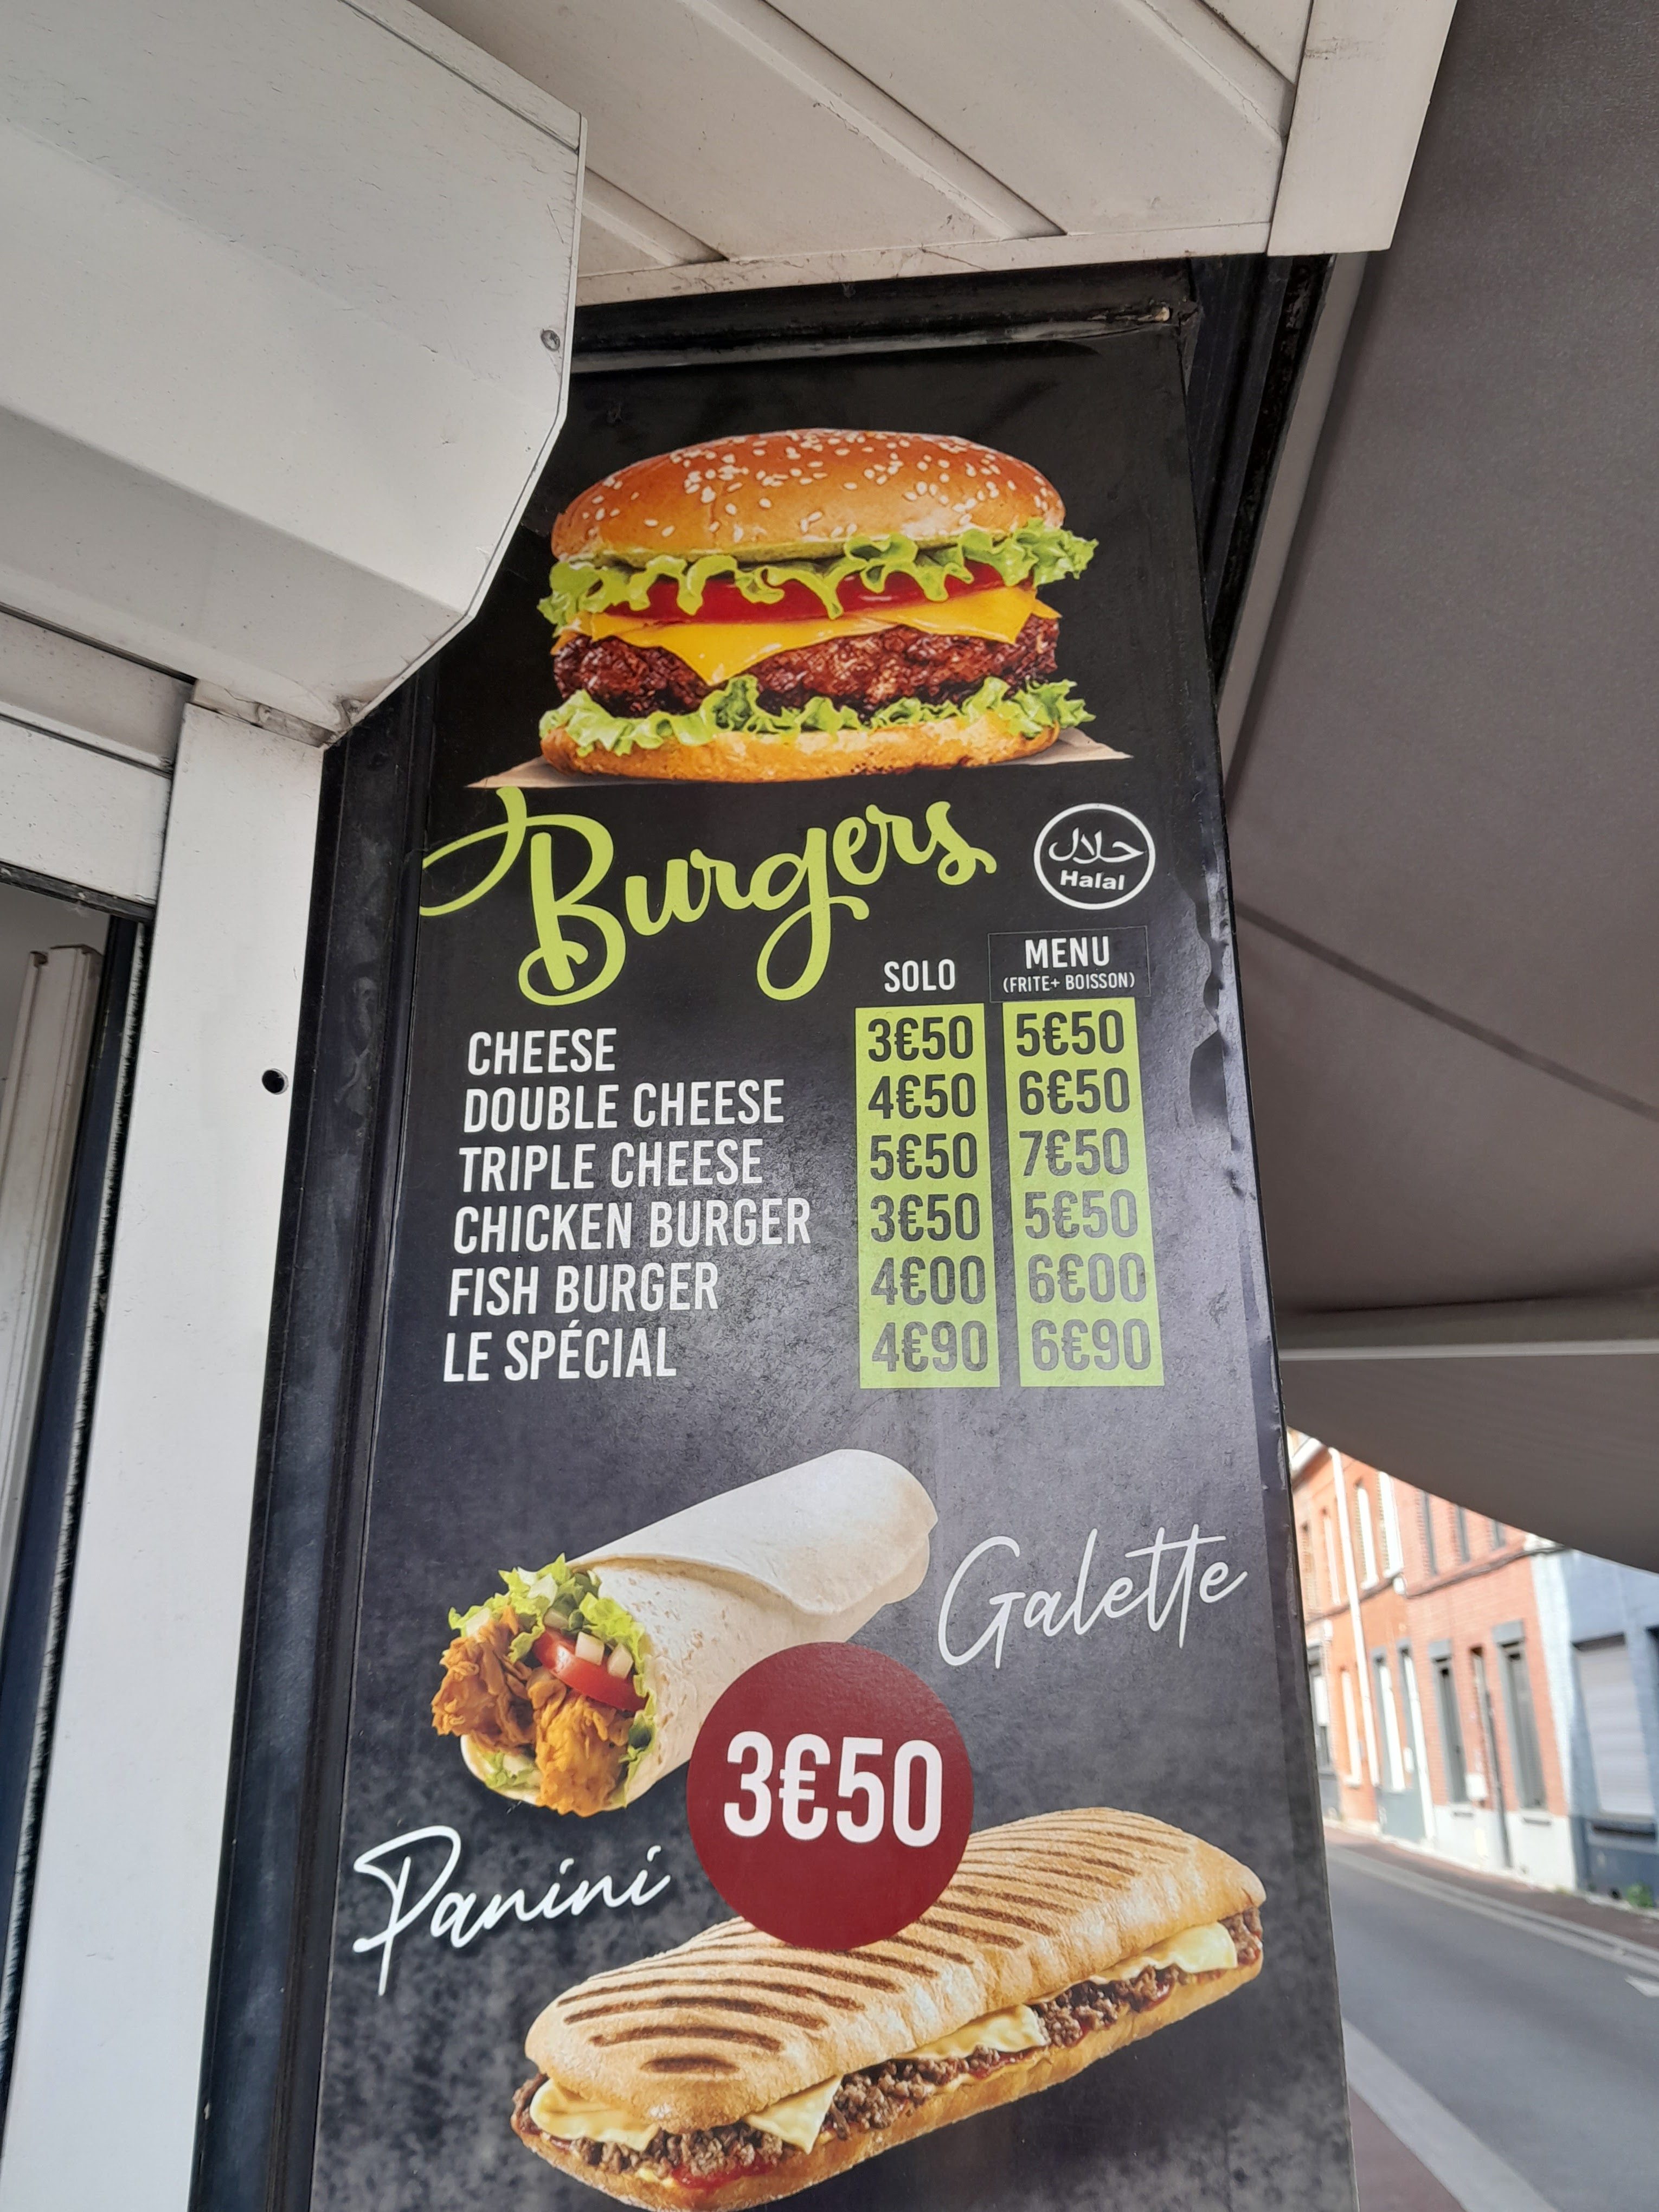 Burgers
حلال
Halal
SOLO MENU
(FRITE+ BOISSON)
CHEESE 3€50 5€50
DOUBLE CHEESE 4€50 6€50
TRIPLE CHEESE 5€50 7€50
CHICKEN BURGER 3€50 5€50
FISH BURGER 4€00 6€00
LE SPÉCIAL 4€90 6€90
Galette
3€50
Panini